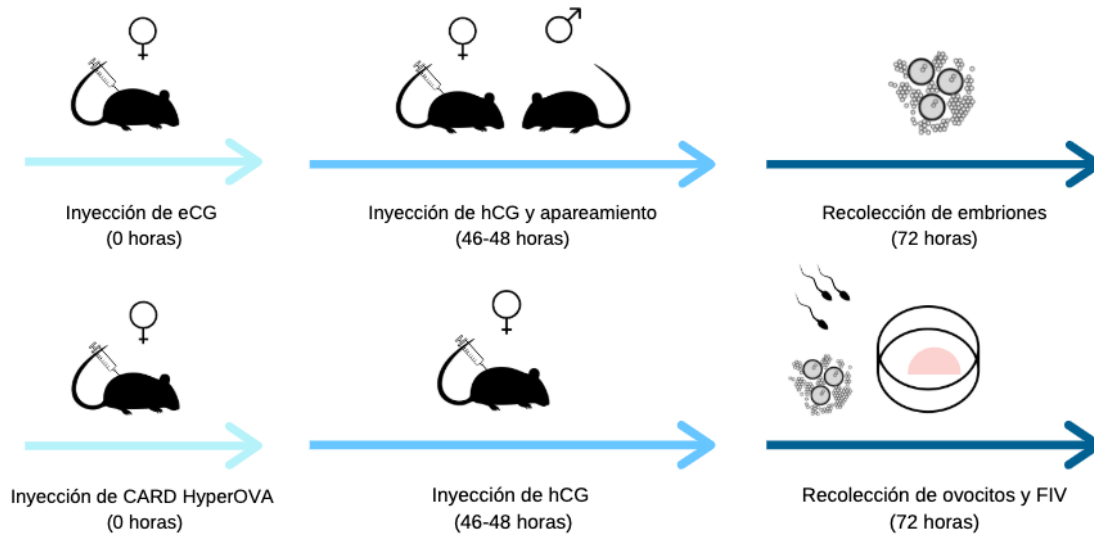 Inyección de eCG
(0 horas)
Inyección de hCG y apareamiento
(46-48 horas)
Recolección de embriones
(72 horas)
Inyección de CARD HyperOVA
(0 horas)
Inyección de hCG
(46-48 horas)
Recolección de ovocitos y FIV
(72 horas)